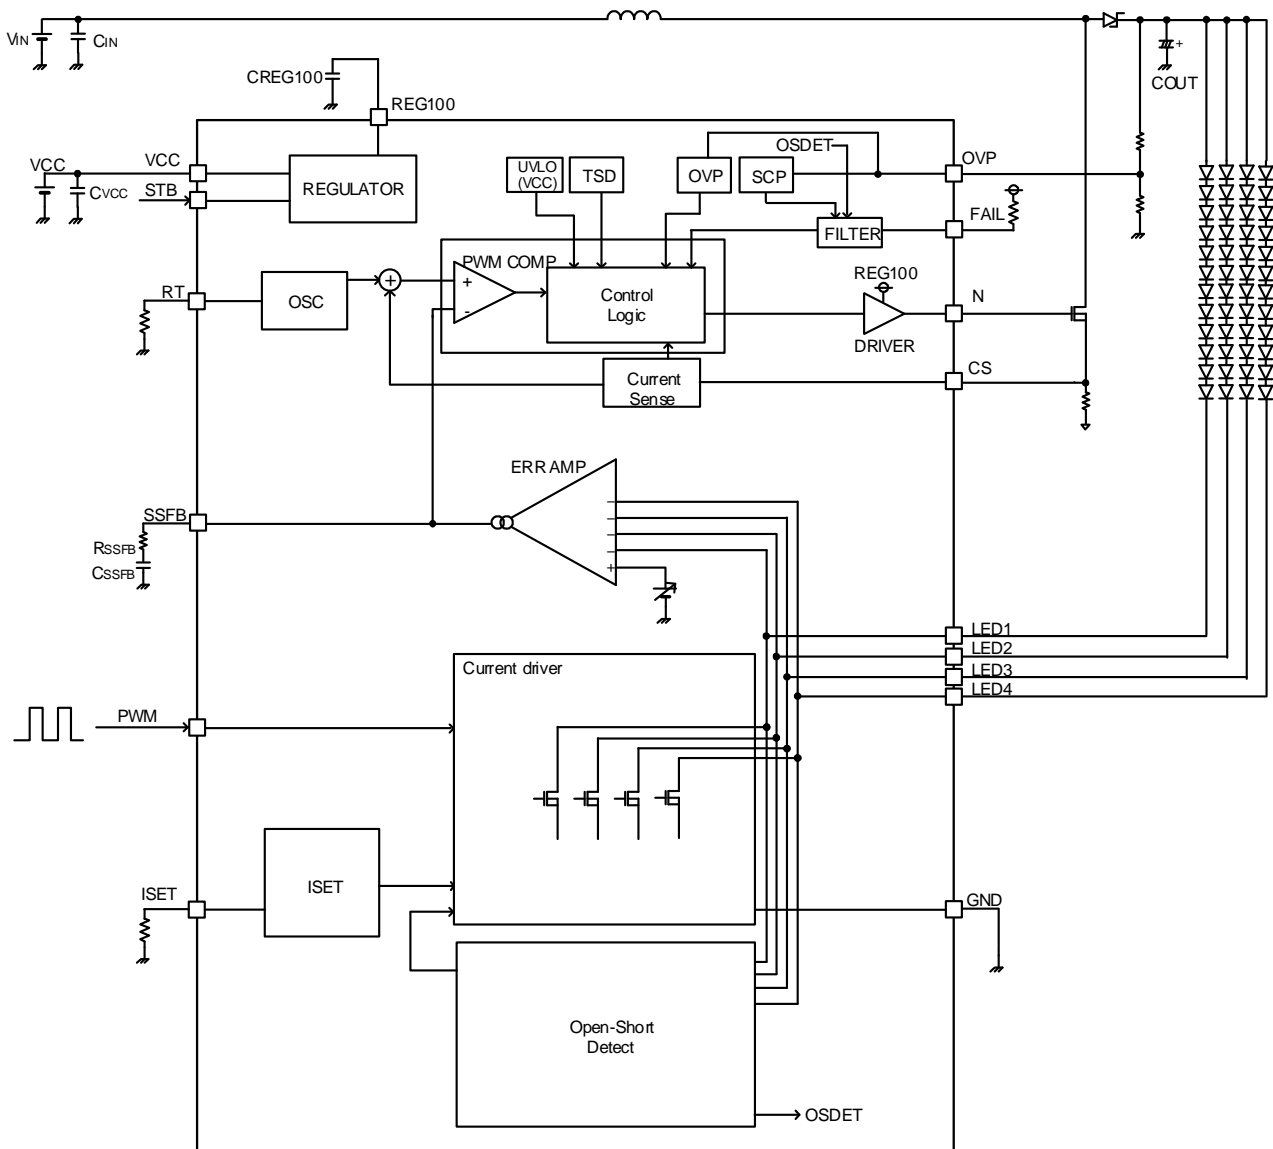 VIN
CIN
COUT
CREG100
REG100
VCC
CVCC
VCC
STB
REGULATOR
UVLO
(VCC)
TSD
OVP
SCP
OSDET
OVP
FAIL
FILTER
PWM COMP
+
-
Control
Logic
REG100
DRIVER
N
RT
OSC
+
Current
Sense
CS
ERR AMP
SSFB
RSSFB
CSSFB
LED1
LED2
LED3
LED4
Current driver
PWM
ISET
ISET
GND
Open-Short
Detect
OSDET